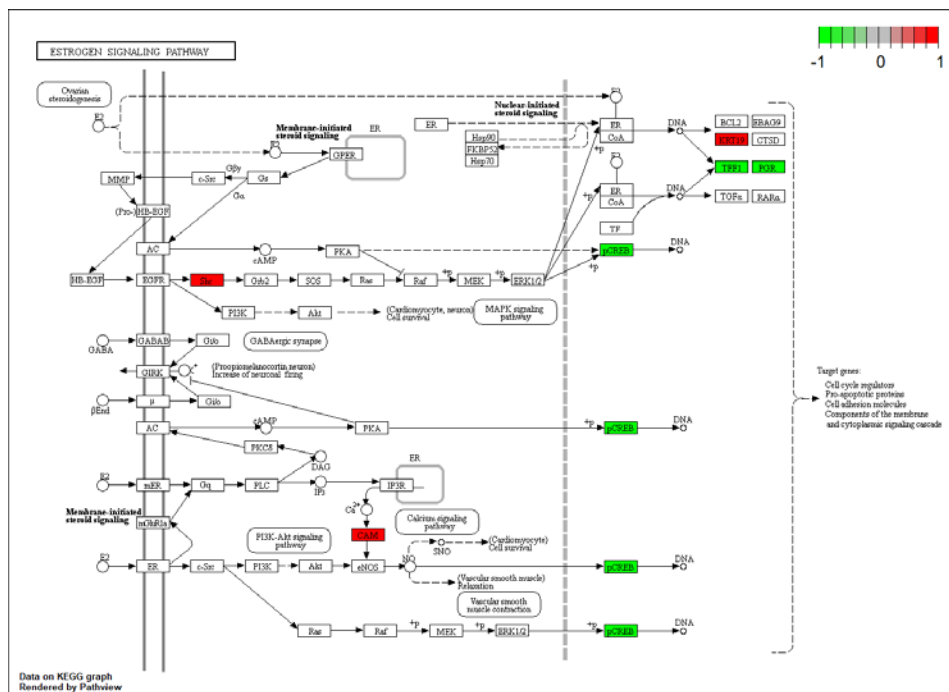 ESTROGEN SIGNALING PATHWAY
-1 0 1
Ovarian
steroidogenesis
E2
Membrane-initiated
steroid signaling
ER
E2
GPER
Nuclear-initiated
steroid signaling
ER
Hsp90
FKBP52
Hsp70
E2
ER
CoA
+p
DNA
BCL2
EBAG9
KRT19
CTSD
TFF1
PGR
E2
ER
CoA
+p
DNA
TGFα
RARα
TF
MMP
c-Src
Gβγ
Gs
Gα
(Pro-)
HB-EGF
AC
cAMP
PKA
pCREB
DNA
+p
HB-EGF
EGFR
Shc
Grb2
SOS
Ras
Raf
+p
MEK
+p
ERK1/2
PI3K
Akt
(Cardiomyocyte, neuron)
Cell survival
MAPK signaling
pathway
GABA
GABAB
Gi/o
GABAergic synapse
GIRK
K+
(Proopiomelanocortin neuron)
Increase of neuronal firing
βEnd
μ
Gi/o
Target genes:
Cell cycle regulators
Pro-apoptotic proteins
Cell adhesion molecules
Components of the membrane
and cytoplasmic signaling cascade
AC
cAMP
PKA
+p
pCREB
DNA
PKCδ
DAG
ER
E2
mER
Gq
PLC
IP3
IP3R
Ca2+
Membrane-initiated
steroid signaling
mGluR1a
PI3K-Akt signaling
pathway
CAM
Calcium signaling
pathway
SNO
(Cardiomyocyte)
Cell survival
E2
ER
c-Src
PI3K
Akt
eNOS
NO
pCREB
DNA
(Vascular smooth muscle)
Relaxation
Vascular smooth
muscle contraction
Ras
Raf
+p
MEK
+p
ERK1/2
+p
pCREB
DNA
Data on KEGG graph
Rendered by Pathview